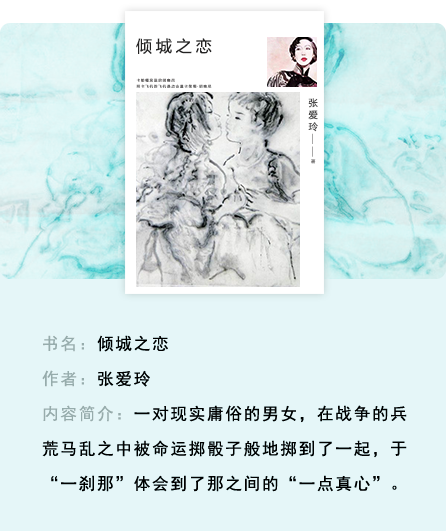 倾城之恋
张爱玲——著
书名：倾城之恋
作者：张爱玲
内容简介：一对现实庸俗的男女，在战争的兵
荒马乱之中被命运掷骰子般地掷到了一起，于
“一刹那”体会到了那之间的“一点真心”。